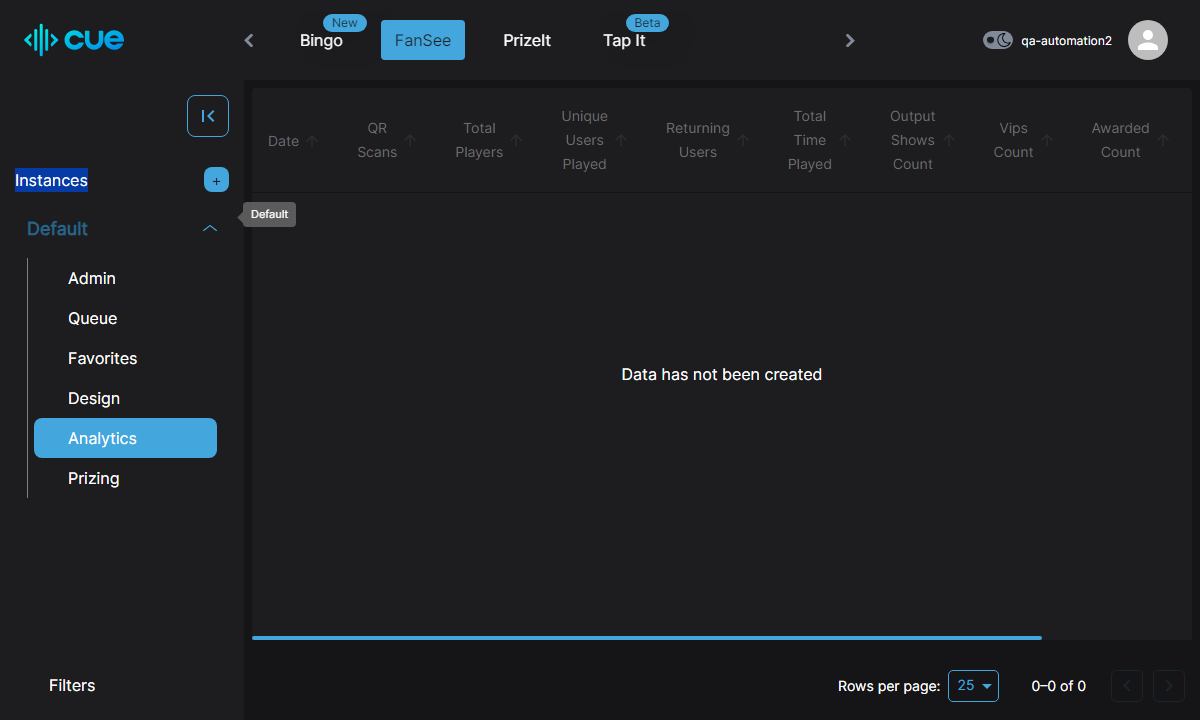 cue
Bingo
New
FanSee
PrizeIt
Tap It
Beta
qa-automation2
Instances
+
Default
Default
Admin
Queue
Favorites
Design
Analytics
Prizing
Filters
Date
QR
Scans
Total
Players
Unique
Users
Played
Returning
Users
Total
Time
Played
Output
Shows
Count
Vips
Count
Awarded
Count
Data has not been created
Rows per page: 25 0–0 of 0